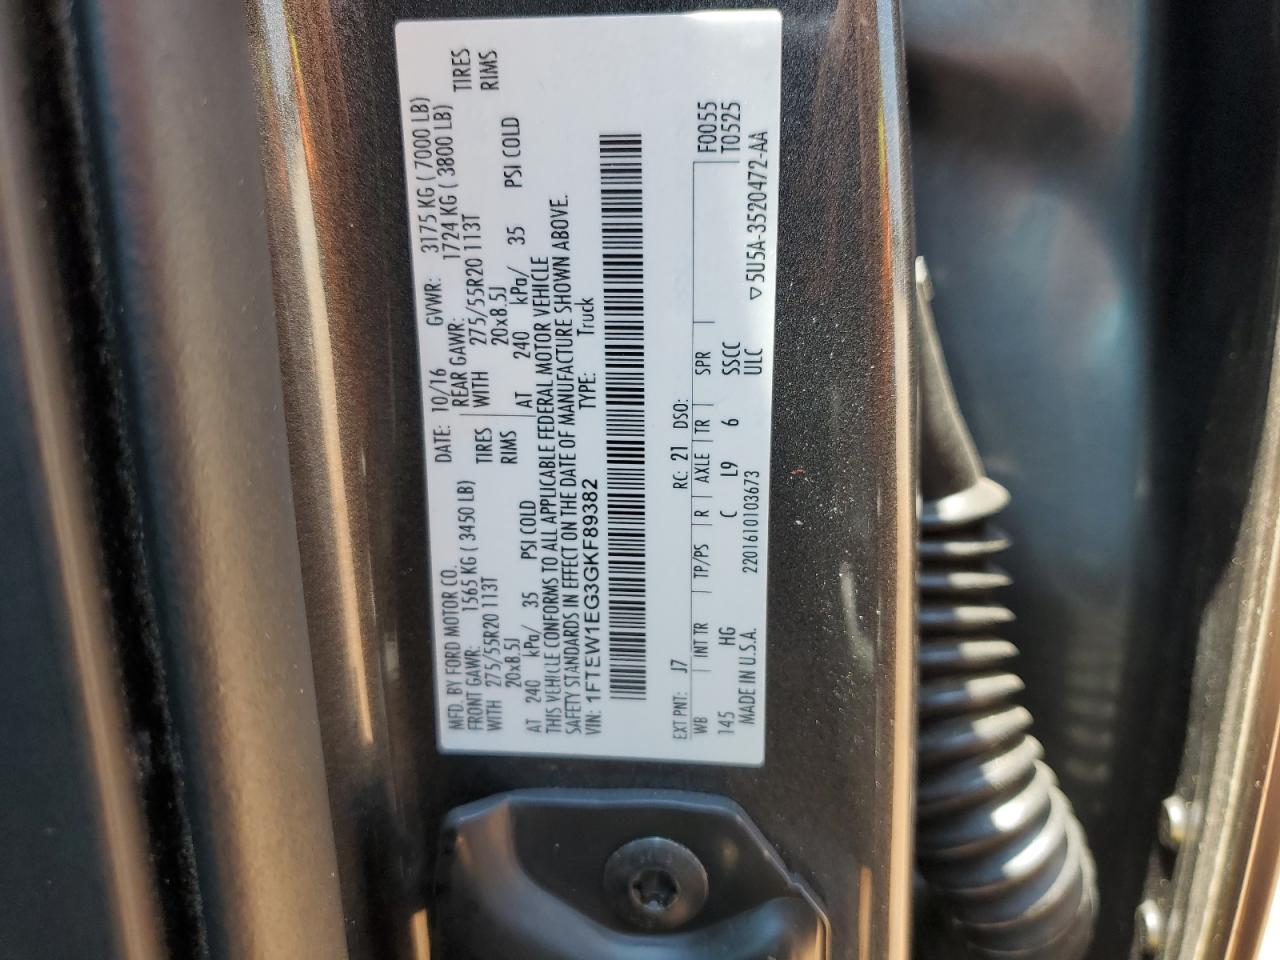 MFD. BY FORD MOTOR CO. DATE: 10/16 GVWR: 3175 KG ( 7000 LB)
FRONT GAWR: 1565 KG ( 3450 LB) REAR GAWR: 1724 KG ( 3800 LB)
WITH 275/55R20 113T TIRES WITH 275/55R20 113T TIRES
20x8.5J RIMS 20x8.5J RIMS
AT 240 kPa/ 35 PSI COLD AT 240 kPa/ 35 PSI COLD
THIS VEHICLE CONFORMS TO ALL APPLICABLE FEDERAL MOTOR VEHICLE
SAFETY STANDARDS IN EFFECT ON THE DATE OF MANUFACTURE SHOWN ABOVE.
VIN: 1FTEW1EG3GKF89382 TYPE: Truck
EXT PNT: J7 RC: 21 DSO:
WB INT TR TP/PS R AXLE TR SPR F0055
145 HG C L9 6 SSCC T0525
MADE IN U.S.A. 2201610103673 ULC ▽ 5U5A-3520472-AA